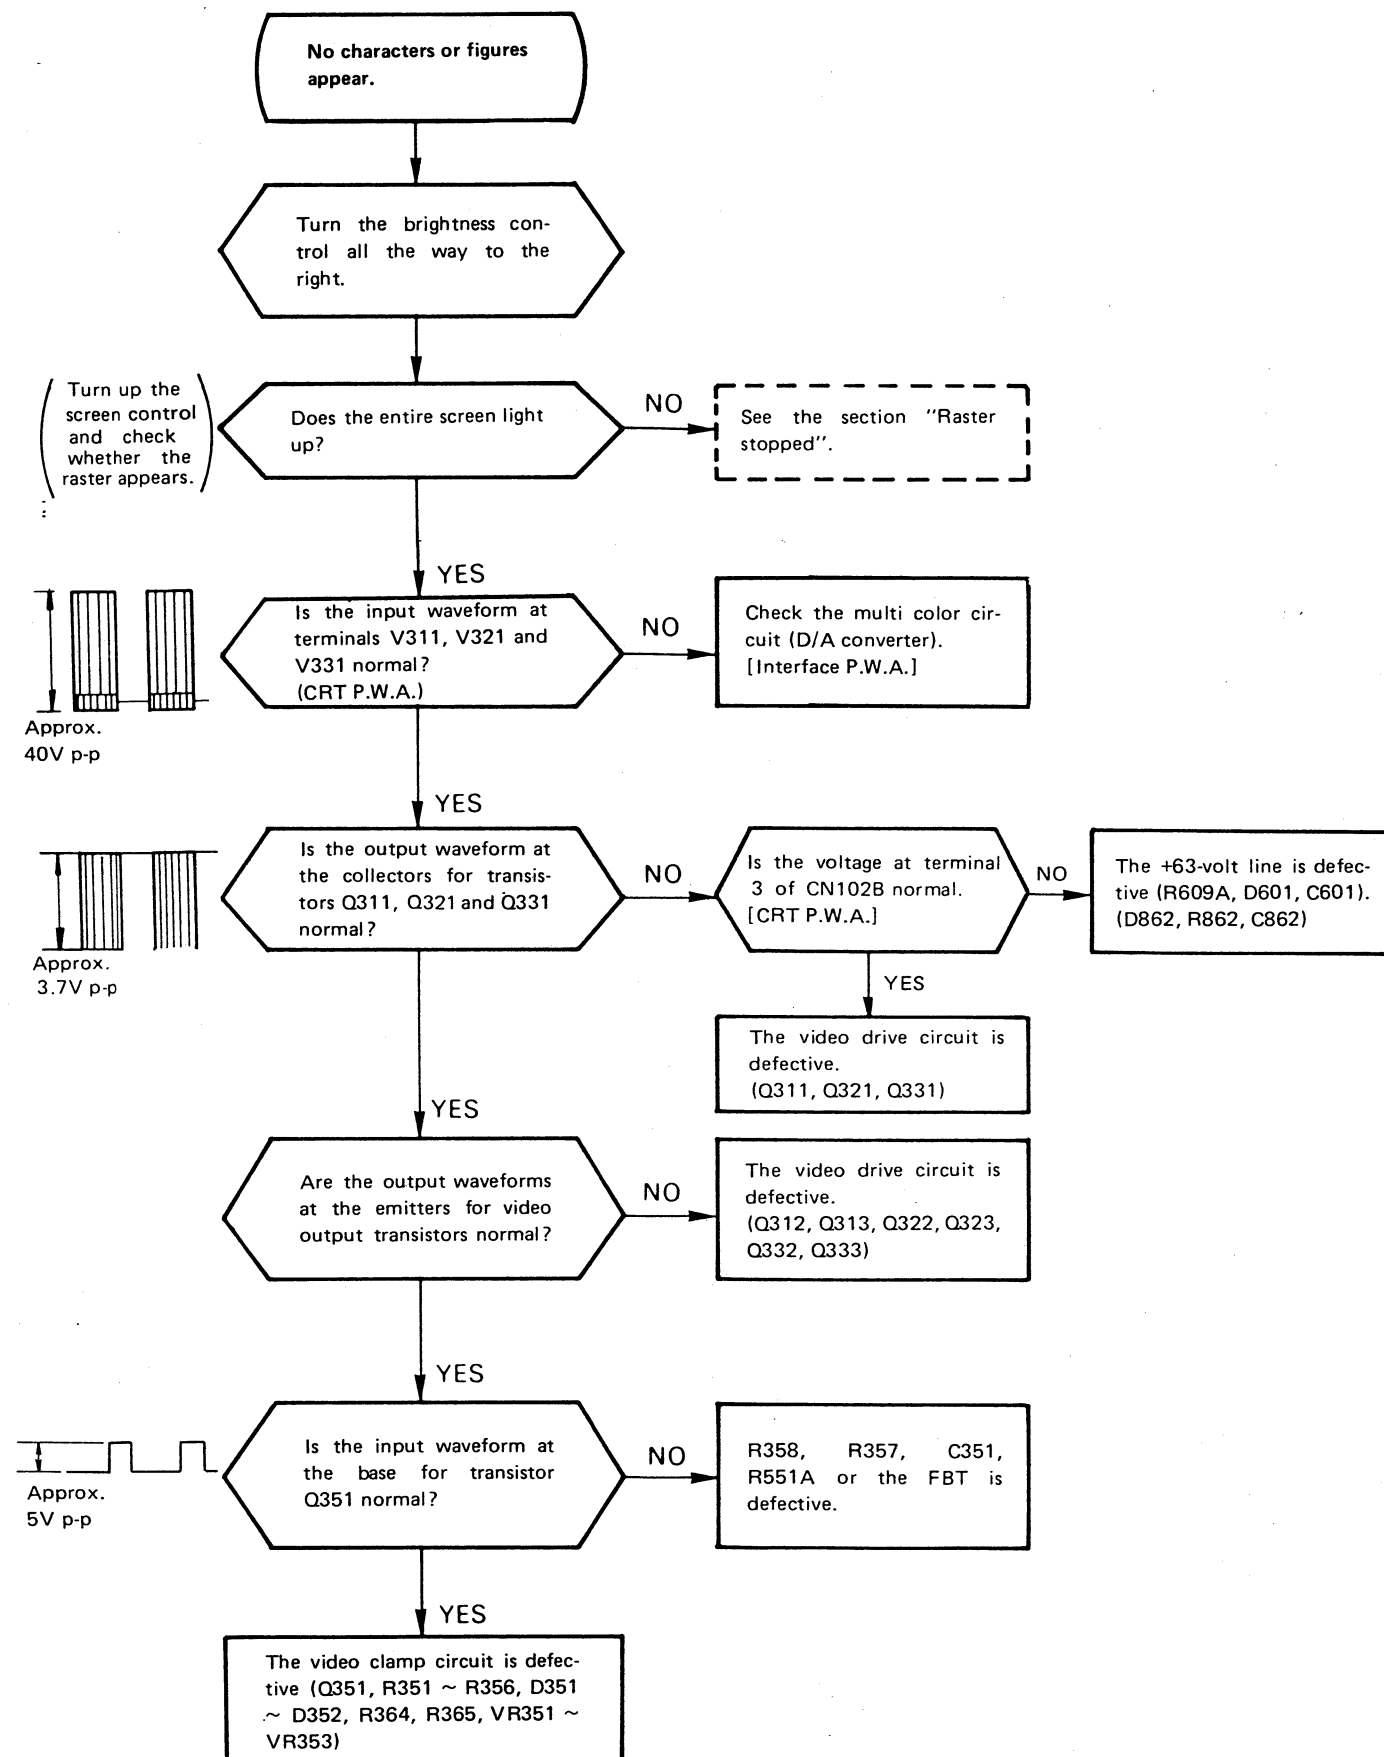 No characters or figures
appear.
Turn the brightness con-
trol all the way to the
right.
Turn up the
screen control
and check
whether the
raster appears.
Does the entire screen light
up?
NO
See the section "Raster
stopped".
YES
Approx.
40V p-p
Is the input waveform at
terminals V311, V321 and
V331 normal?
(CRT P.W.A.)
NO
Check the multi color cir-
cuit (D/A converter).
[Interface P.W.A.]
YES
Approx.
3.7V p-p
Is the output waveform at
the collectors for transis-
tors Q311, Q321 and Q331
normal?
NO
Is the voltage at terminal
3 of CN102B normal.
[CRT P.W.A.]
NO
The +63-volt line is defec-
tive (R609A, D601, C601).
(D862, R862, C862)
YES
The video drive circuit is
defective.
(Q311, Q321, Q331)
YES
Are the output waveforms
at the emitters for video
output transistors normal?
NO
The video drive circuit is
defective.
(Q312, Q313, Q322, Q323,
Q332, Q333)
YES
Approx.
5V p-p
Is the input waveform at
the base for transistor
Q351 normal?
NO
R358, R357, C351,
R551A or the FBT is
defective.
YES
The video clamp circuit is defec-
tive (Q351, R351 ~ R356, D351
~ D352, R364, R365, VR351 ~
VR353)